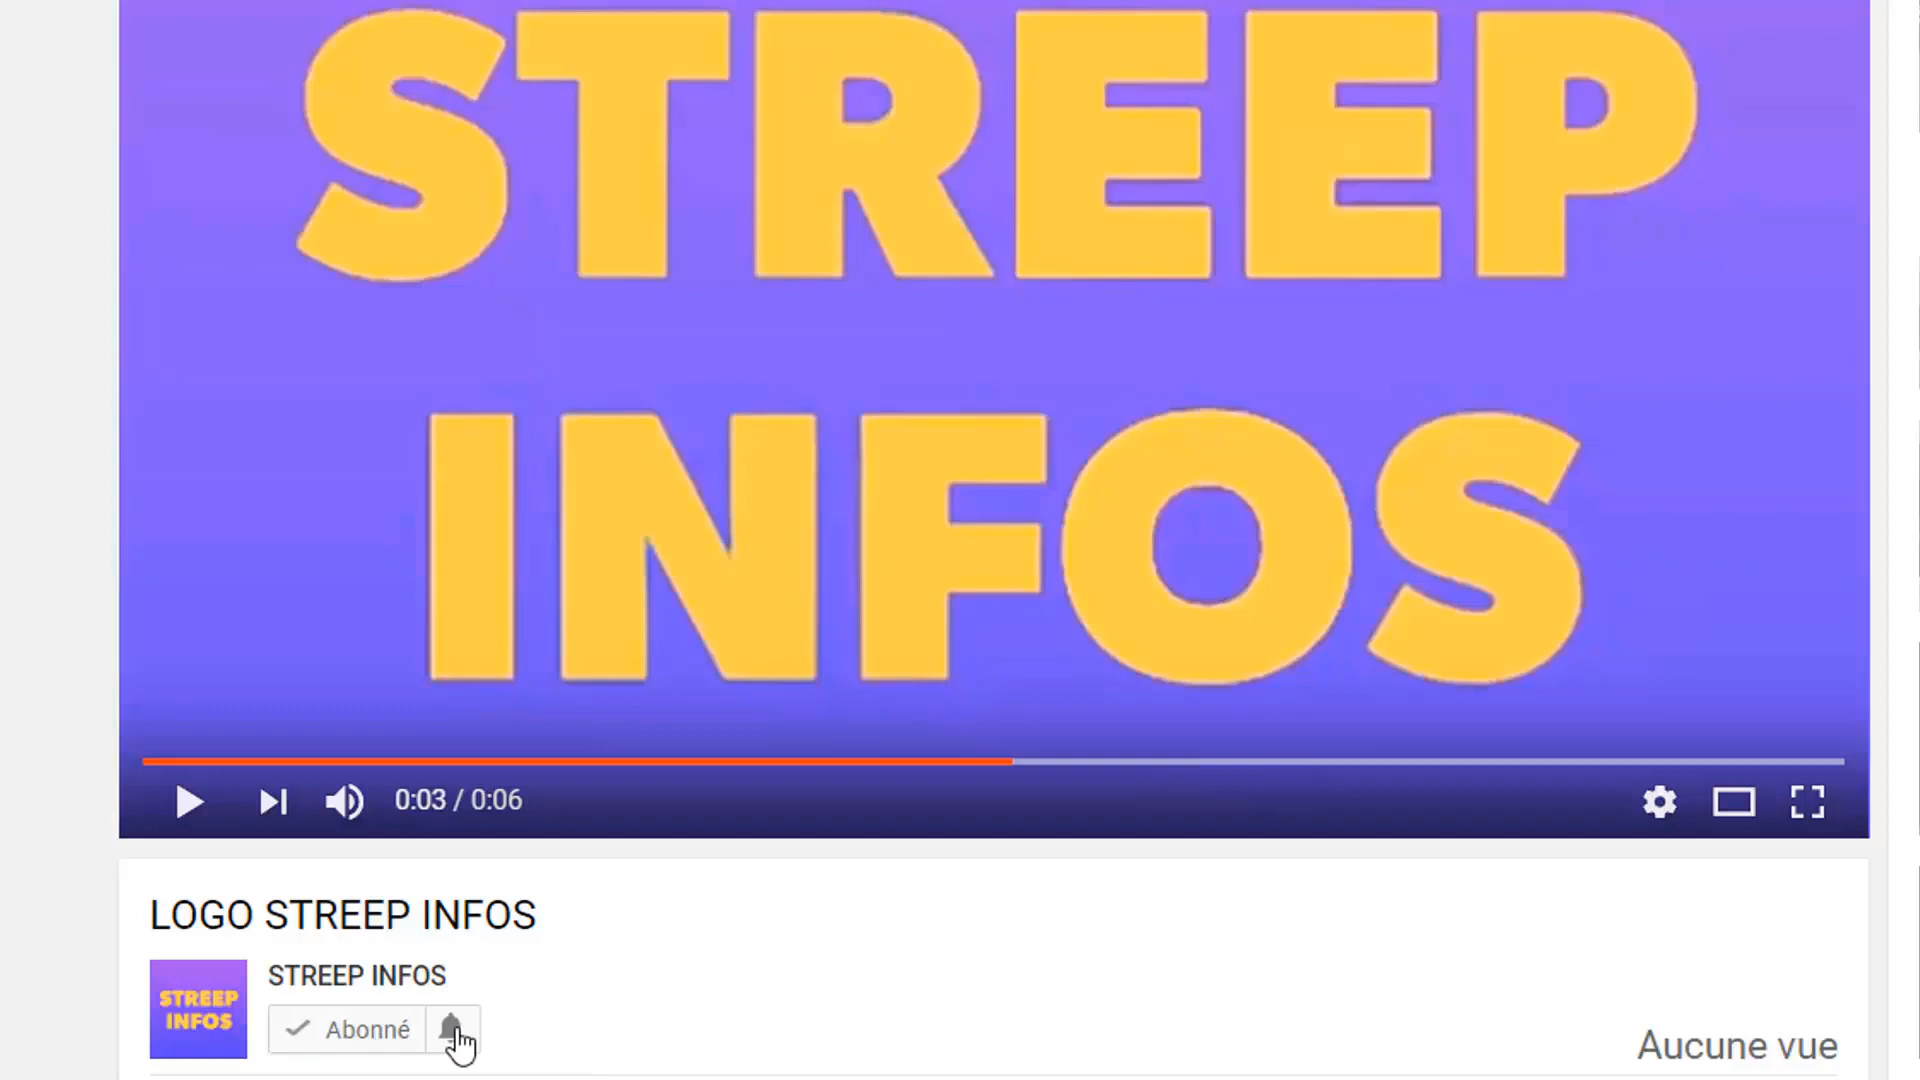 STREEP
INFOS
0:03 / 0:06
LOGO STREEP INFOS
STREEP
INFOS
STREEP INFOS
Abonné
Aucune vue